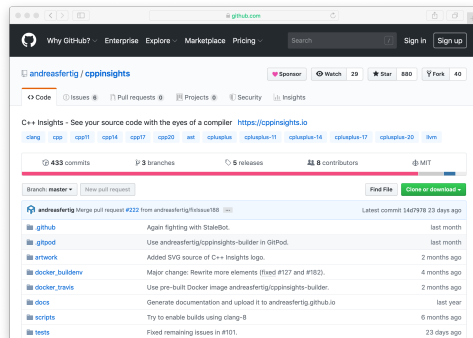 github.com
Why GitHub? Enterprise Explore Marketplace Pricing Search / Sign in Sign up
andreasfertig / cppinsights Sponsor Watch 29 Star 880 Fork 40
Code Issues 6 Pull requests 0 Projects 0 Security Insights
C++ Insights - See your source code with the eyes of a compiler https://cppinsights.io
clang cpp cpp11 cpp14 cpp17 cpp20 ast cplusplus cplusplus-11 cplusplus-14 cplusplus-17 cplusplus-20 llvm
433 commits 3 branches 5 releases 8 contributors MIT
Branch: master New pull request Find File Clone or download
andreasfertig Merge pull request #222 from andreasfertig/fixIssue188 ... Latest commit 14d7978 23 days ago
.github Again fighting with StaleBot. last month
.gitpod Use andreasfertig/cppinsights-builder in GitPod. last month
artwork Added SVG source of C++ Insights logo. 2 months ago
docker_buildenv Major change: Rewrite more elements (fixed #127 and #182). 4 months ago
docker_travis Use pre-built Docker image andreasfertig/cppinsights-builder. 2 months ago
docs Generate documentation and upload it to andreasfertig.github.io last year
scripts Try to enable builds using clang-8 6 months ago
tests Fixed remaining issues in #101. 23 days ago